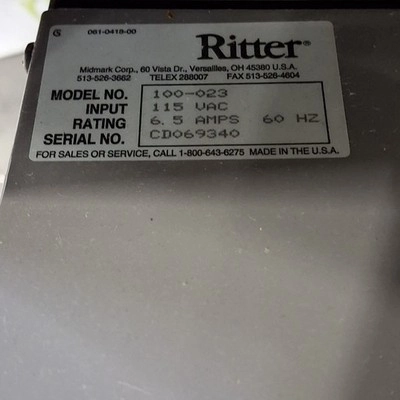 061-0418-00
Ritter®
Midmark Corp., 60 Vista Dr., Versailles, OH 45380 U.S.A.
513-526-3662 TELEX 288007 FAX 513-526-4604
MODEL NO. 100-023
INPUT 115 VAC
RATING 6.5 AMPS 60 HZ
SERIAL NO. CD069340
FOR SALES OR SERVICE, CALL 1-800-643-6275 MADE IN THE U.S.A.